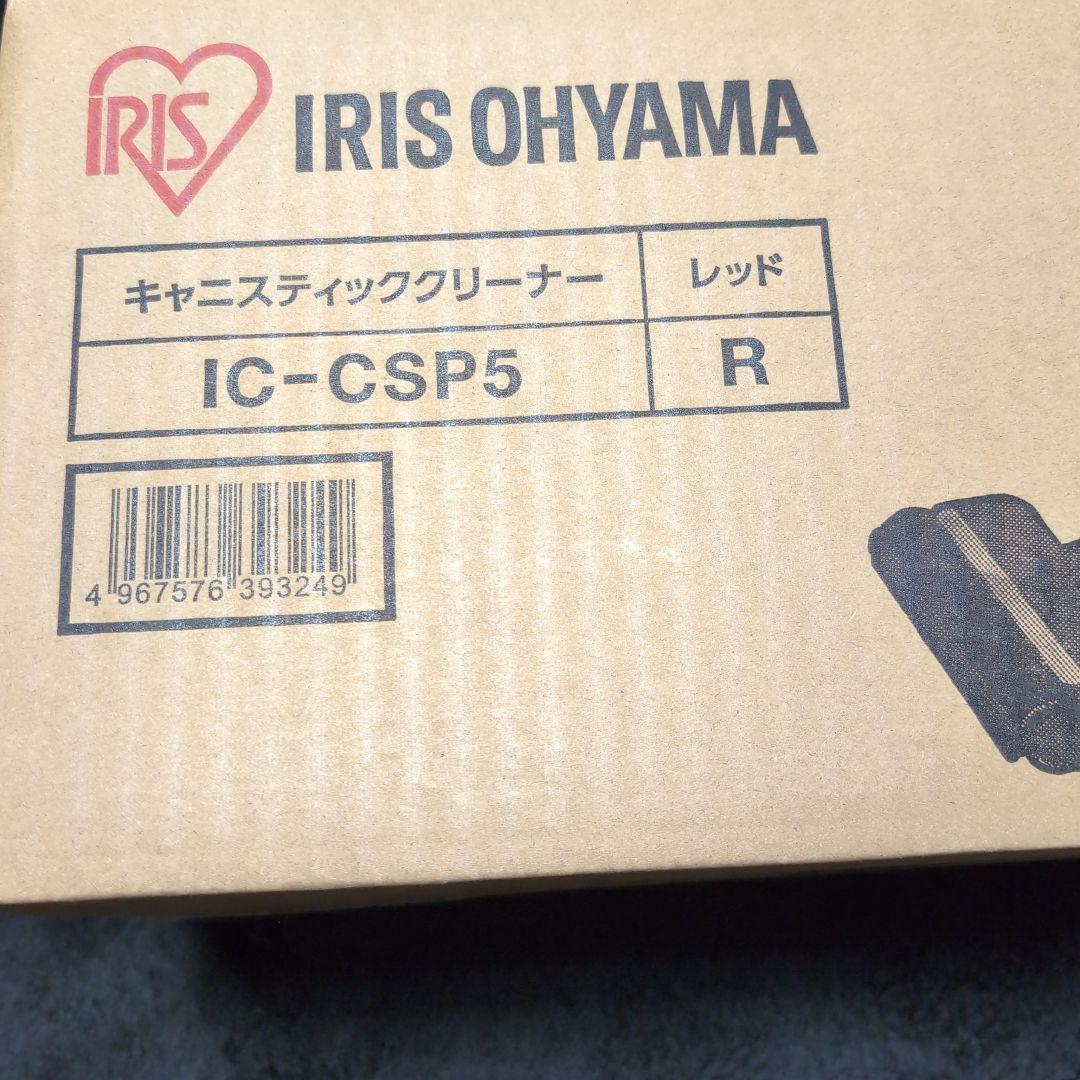 IRIS IRIS OHYAMA
キャニスティッククリーナー レッド
IC-CSP5 R
4 967576 393249